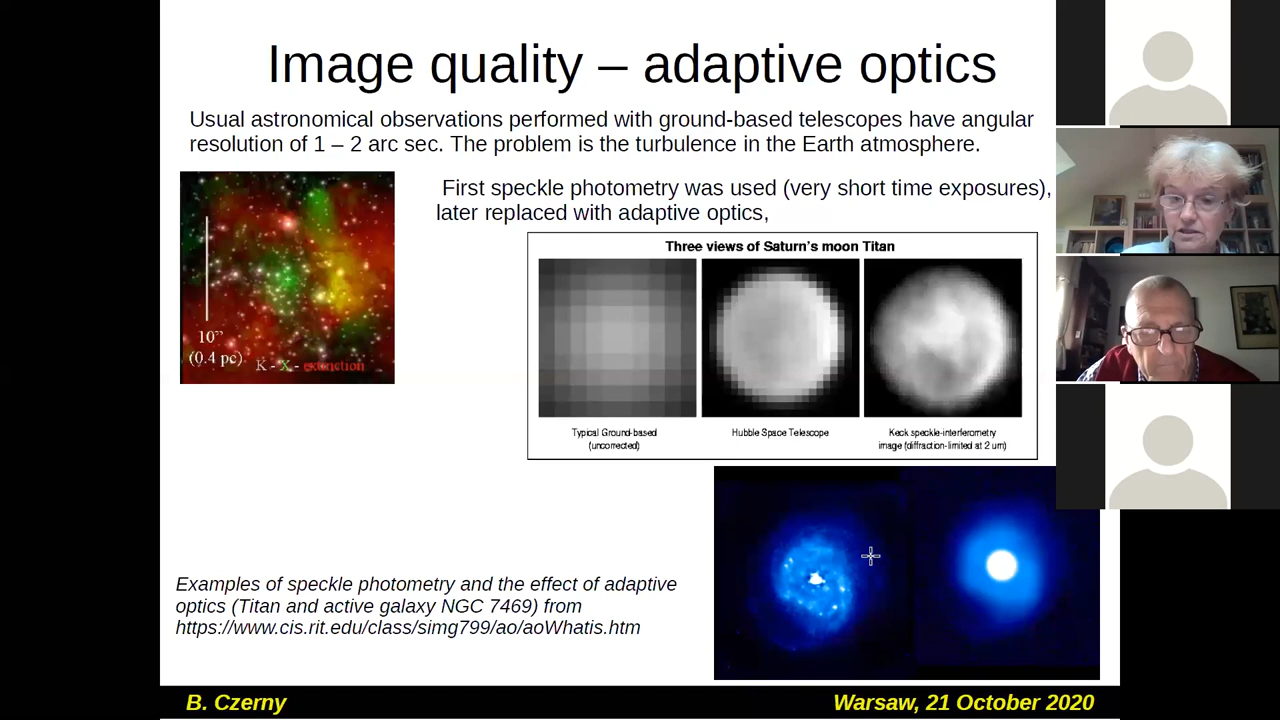 Image quality – adaptive optics
Usual astronomical observations performed with ground-based telescopes have angular
resolution of 1 – 2 arc sec. The problem is the turbulence in the Earth atmosphere.
First speckle photometry was used (very short time exposures),
later replaced with adaptive optics,
10”
(0.4 pc)
K - X - extinction
Three views of Saturn's moon Titan
Typical Ground-based
(uncorrected)
Hubble Space Telescope
Keck speckle-interferometry
image (diffraction-limited at 2 um)
Examples of speckle photometry and the effect of adaptive
optics (Titan and active galaxy NGC 7469) from
https://www.cis.rit.edu/class/simg799/ao/aoWhatis.htm
B. Czerny
Warsaw, 21 October 2020